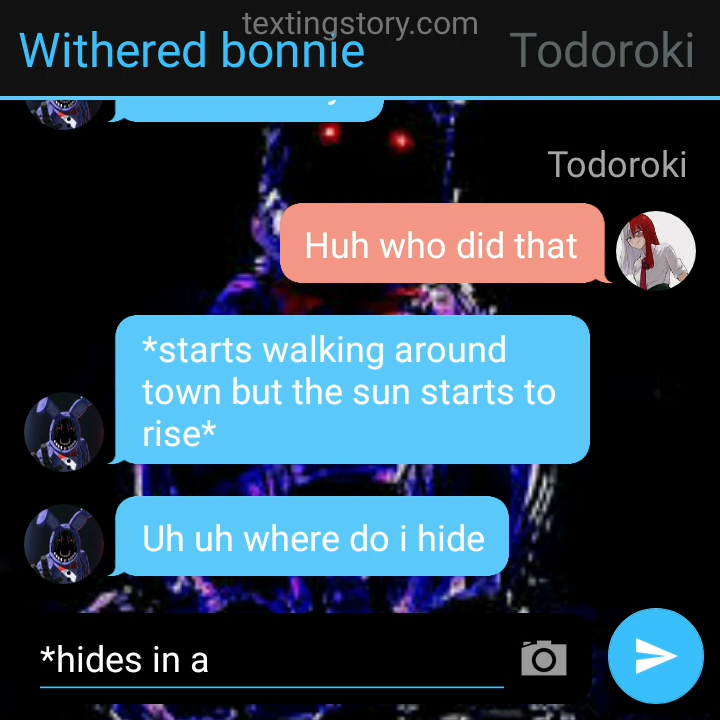 textingstory.com
Withered bonnie
Todoroki
Todoroki
Huh who did that
*starts walking around
town but the sun starts to
rise*
Uh uh where do i hide
*hides in a